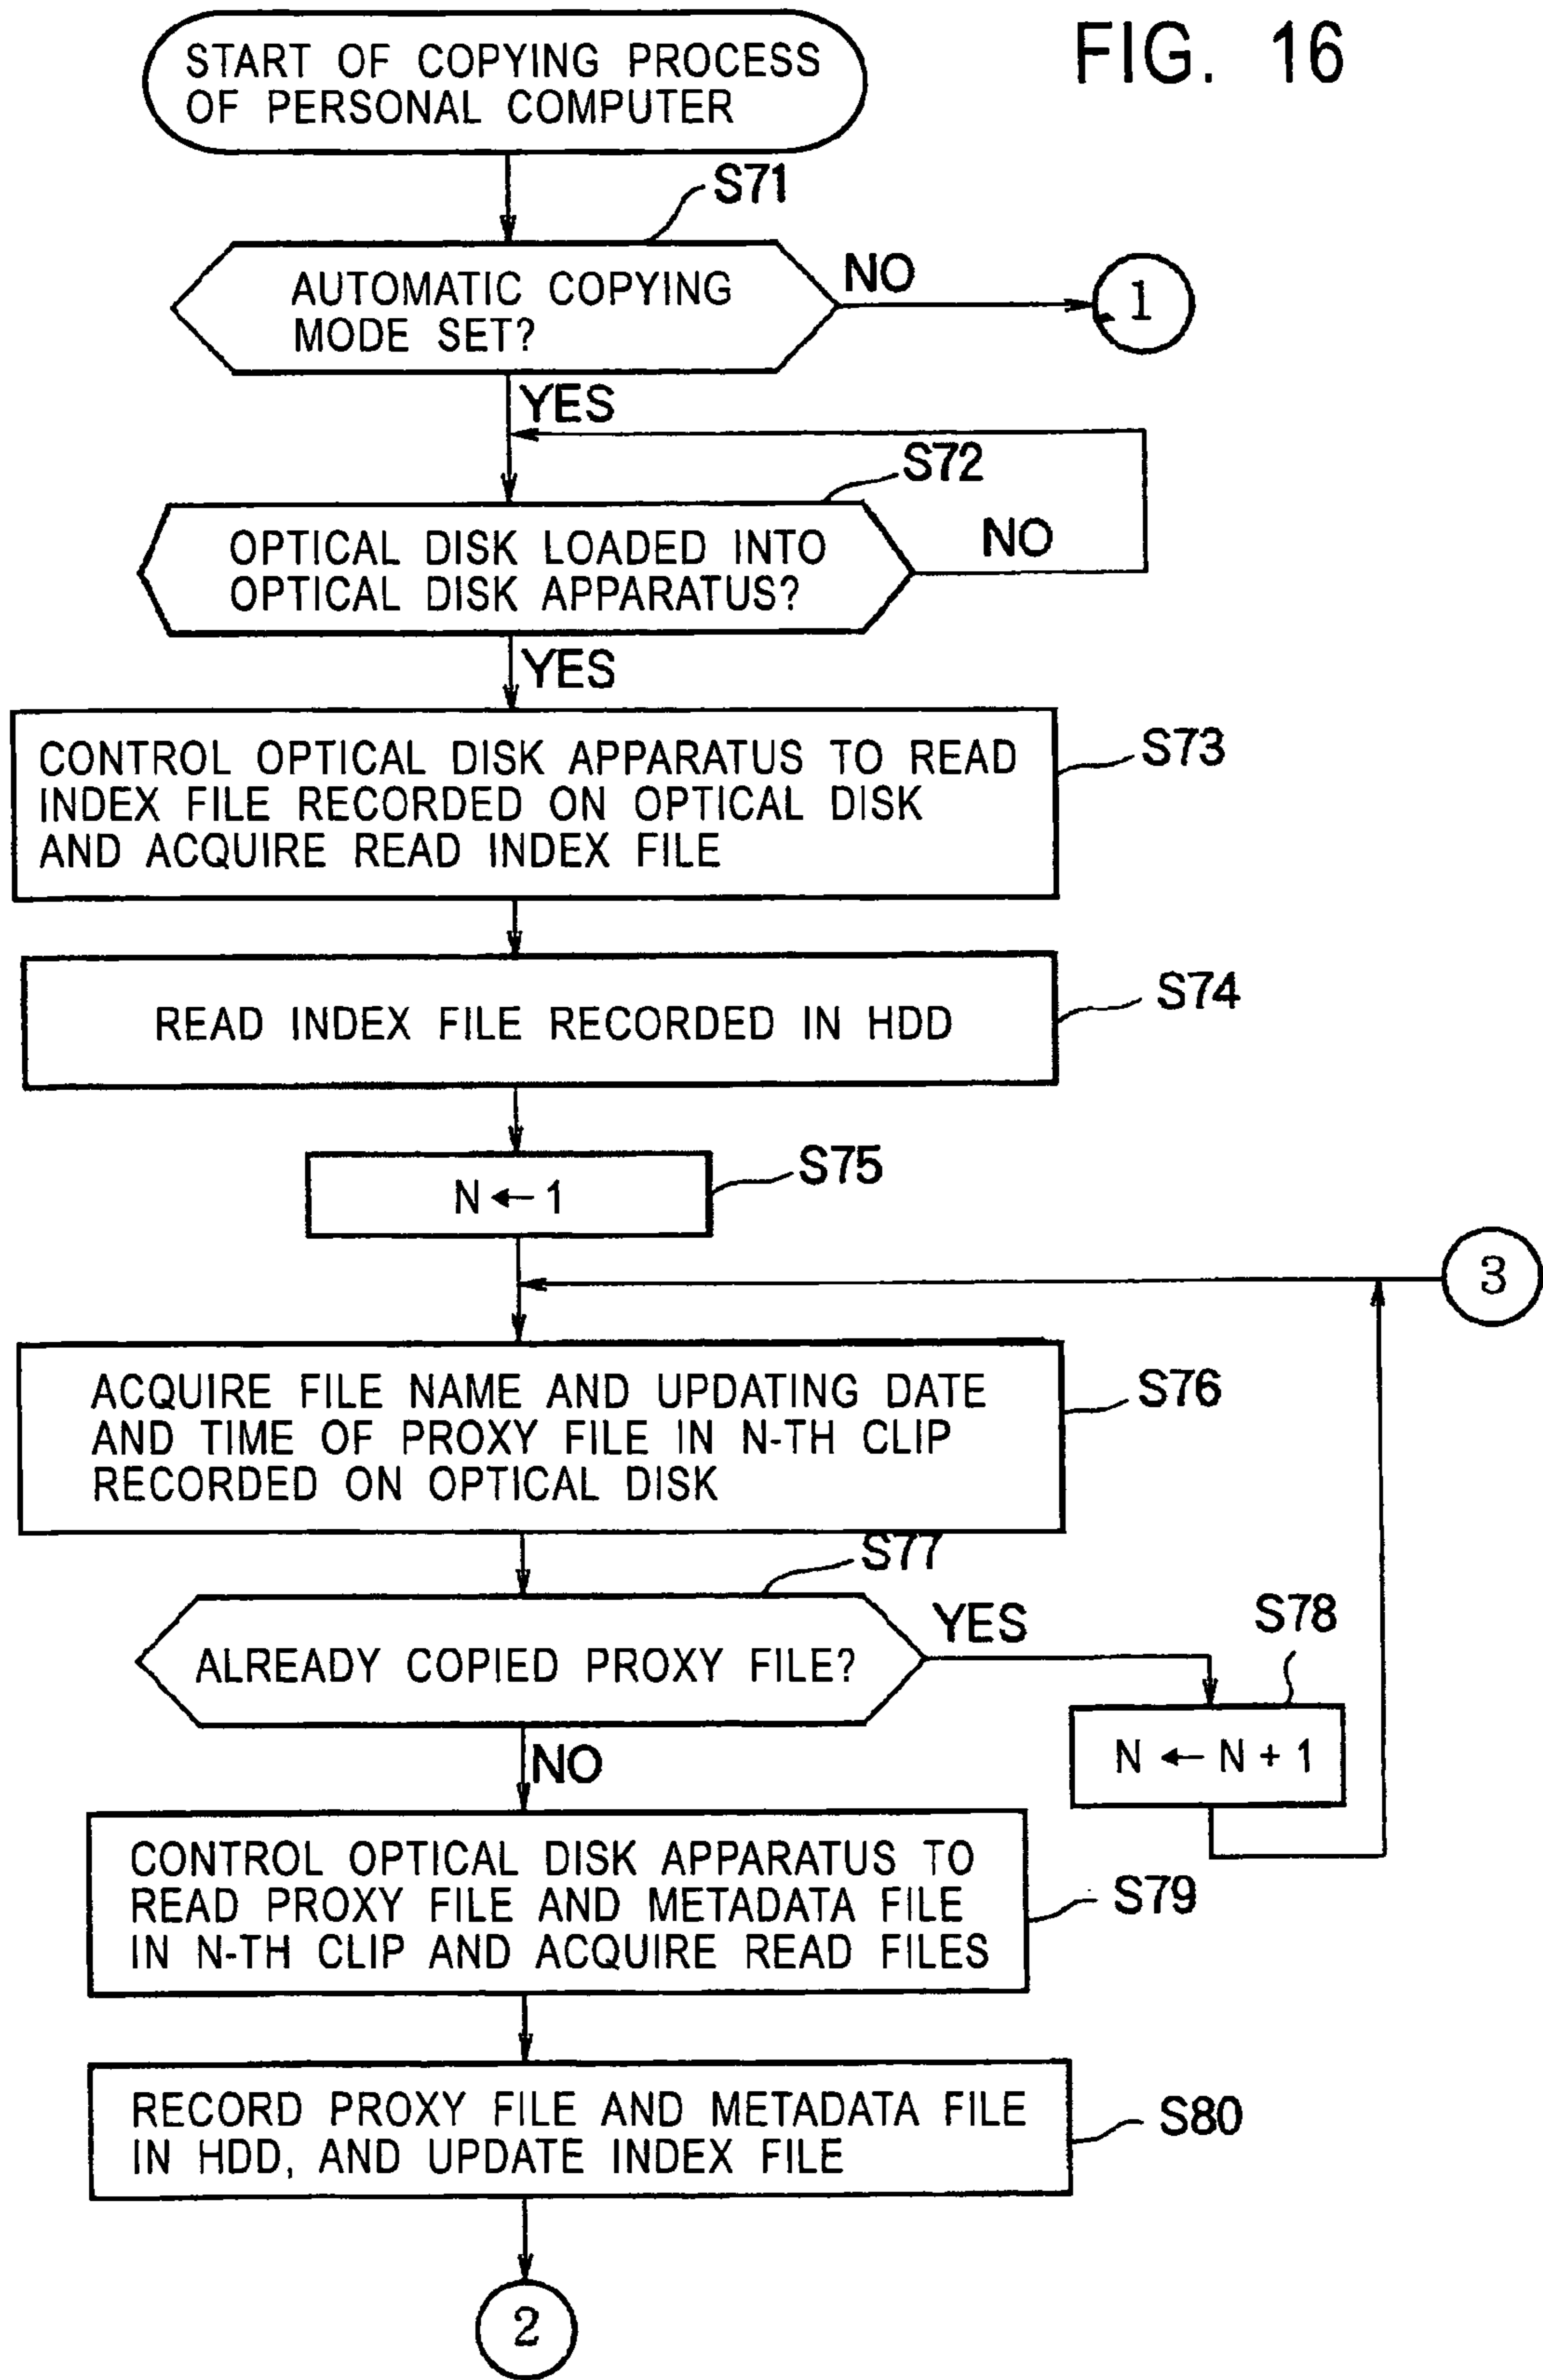 FIG. 16
START OF COPYING PROCESS
OF PERSONAL COMPUTER
S71
AUTOMATIC COPYING
MODE SET?
NO
1
YES
S72
OPTICAL DISK LOADED INTO
OPTICAL DISK APPARATUS?
NO
YES
S73
CONTROL OPTICAL DISK APPARATUS TO READ
INDEX FILE RECORDED ON OPTICAL DISK
AND ACQUIRE READ INDEX FILE
S74
READ INDEX FILE RECORDED IN HDD
S75
N ← 1
3
S76
ACQUIRE FILE NAME AND UPDATING DATE
AND TIME OF PROXY FILE IN N-TH CLIP
RECORDED ON OPTICAL DISK
S77
ALREADY COPIED PROXY FILE?
YES
S78
N ← N + 1
NO
S79
CONTROL OPTICAL DISK APPARATUS TO
READ PROXY FILE AND METADATA FILE
IN N-TH CLIP AND ACQUIRE READ FILES
S80
RECORD PROXY FILE AND METADATA FILE
IN HDD, AND UPDATE INDEX FILE
2